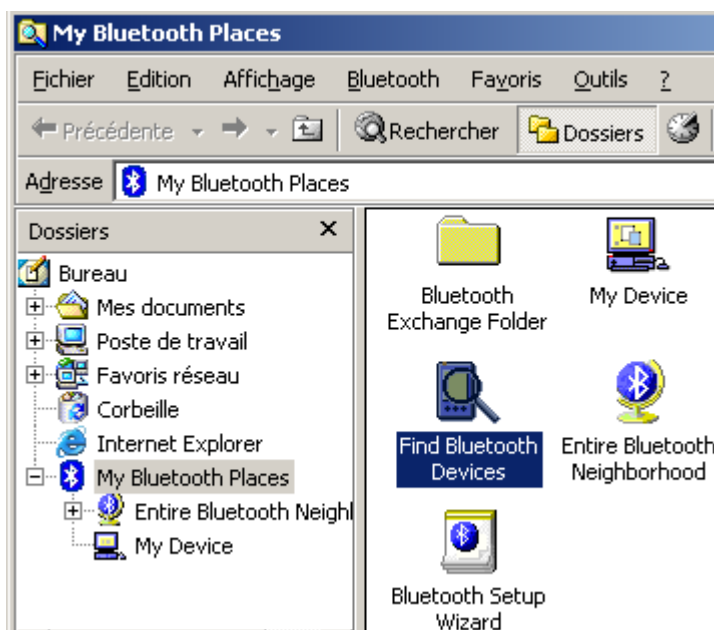 My Bluetooth Places
Fichier Edition Affichage Bluetooth Favoris Outils ?
Précédente Rechercher Dossiers
Adresse My Bluetooth Places
Dossiers
Bureau
Mes documents
Poste de travail
Favoris réseau
Corbeille
Internet Explorer
My Bluetooth Places
Entire Bluetooth Neigh
My Device
Bluetooth
Exchange Folder
My Device
Find Bluetooth
Devices
Entire Bluetooth
Neighborhood
Bluetooth Setup
Wizard